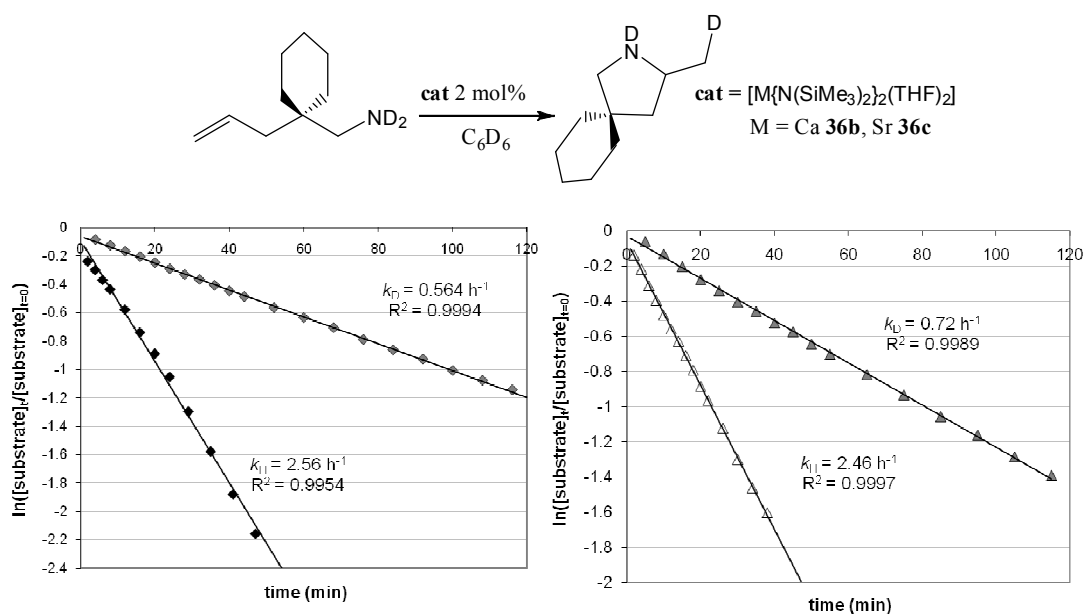 D
D
N
cat 2 mol%
ND₂
C₆D₆
cat = [M{N(SiMe₃)₂}₂(THF)₂]
M = Ca 36b, Sr 36c
0
0 20 40 60 80 100 120
-0.2
-0.4
-0.6
-0.8
-1
-1.2
-1.4
-1.6
-1.8
-2
-2.2
-2.4
ln([substrate]ₜ/[substrate]ₜ₌₀)
k_D = 0.564 h⁻¹
R² = 0.9994
k_H = 2.56 h⁻¹
R² = 0.9954
time (min)
0
0 20 40 60 80 100 120
-0.2
-0.4
-0.6
-0.8
-1
-1.2
-1.4
-1.6
-1.8
-2
ln([substrate]ₜ/[substrate]ₜ₌₀)
k_D = 0.72 h⁻¹
R² = 0.9989
k_H = 2.46 h⁻¹
R² = 0.9997
time (min)